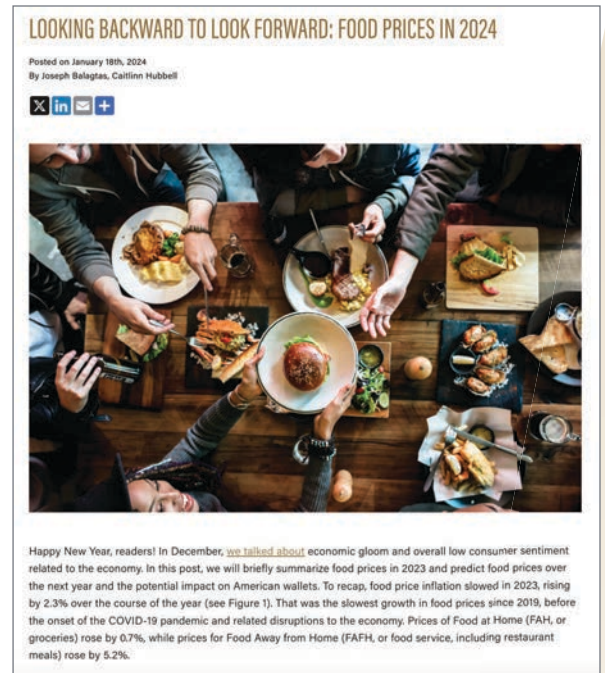 LOOKING BACKWARD TO LOOK FORWARD: FOOD PRICES IN 2024
Posted on January 18th, 2024
By Joseph Balagtas, Caitlinn Hubbell
X in
Happy New Year, readers! In December, we talked about economic gloom and overall low consumer sentiment
related to the economy. In this post, we will briefly summarize food prices in 2023 and predict food prices over
the next year and the potential impact on American wallets. To recap, food price inflation slowed in 2023, rising
by 2.3% over the course of the year (see Figure 1). That was the slowest growth in food prices since 2019, before
the onset of the COVID-19 pandemic and related disruptions to the economy. Prices of Food at Home (FAH, or
groceries) rose by 0.7%, while prices for Food Away from Home (FAFH, or food service, including restaurant
meals) rose by 5.2%.